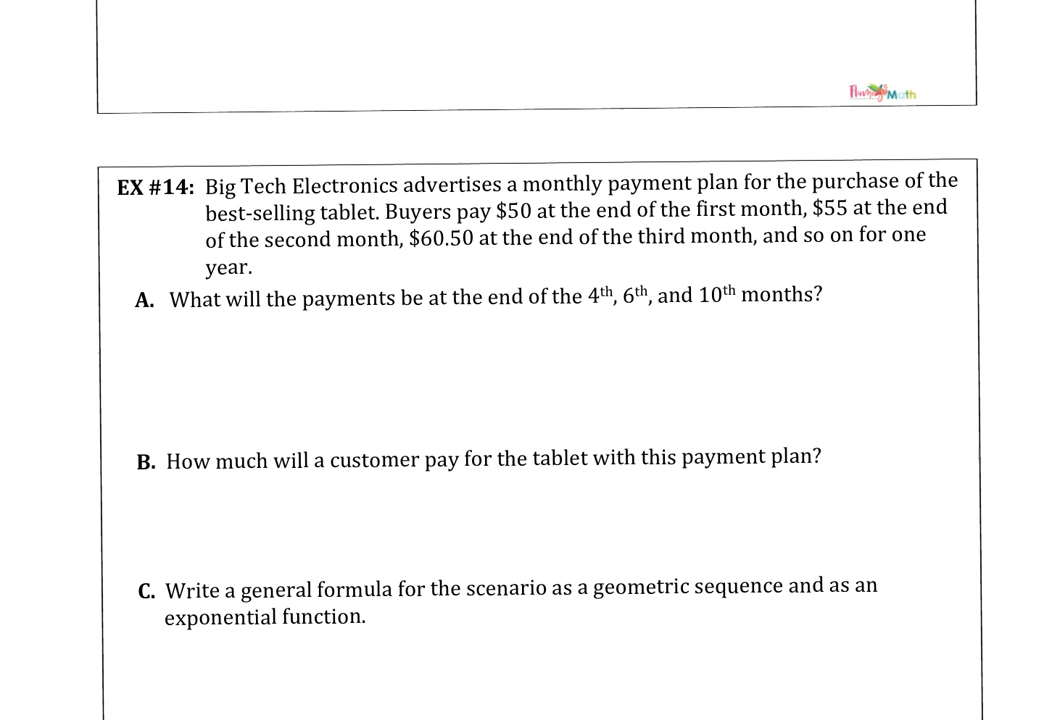 Flamingo Math
EX #14: Big Tech Electronics advertises a monthly payment plan for the purchase of the
best-selling tablet. Buyers pay $50 at the end of the first month, $55 at the end
of the second month, $60.50 at the end of the third month, and so on for one
year.
A. What will the payments be at the end of the 4th, 6th, and 10th months?
B. How much will a customer pay for the tablet with this payment plan?
C. Write a general formula for the scenario as a geometric sequence and as an
exponential function.